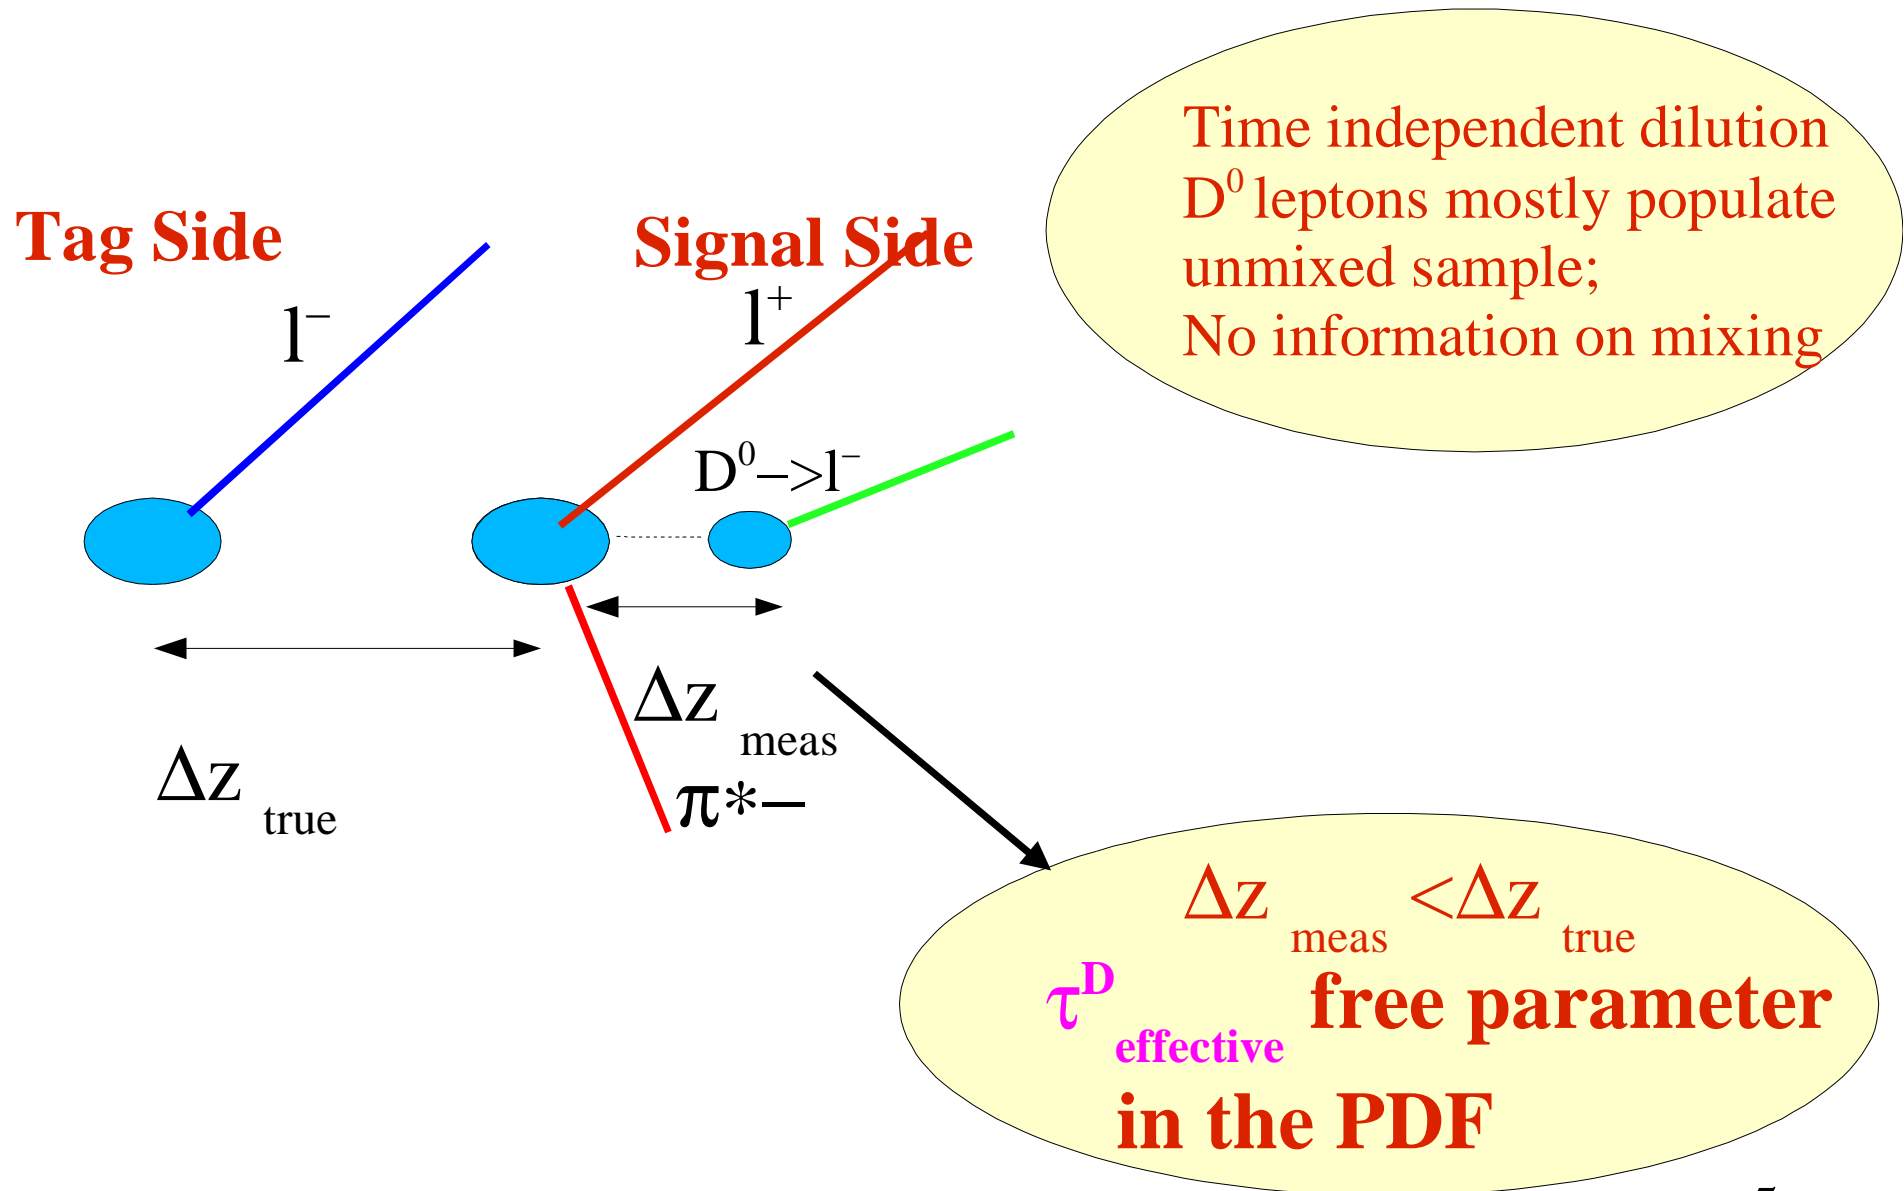 Time independent dilution
D⁰ leptons mostly populate
unmixed sample;
No information on mixing
Tag Side
Signal Side
l⁻
l⁺
D⁰–>l⁻
Δz meas
π*–
Δz true
Δz meas <Δz true
τᴰ effective free parameter
in the PDF